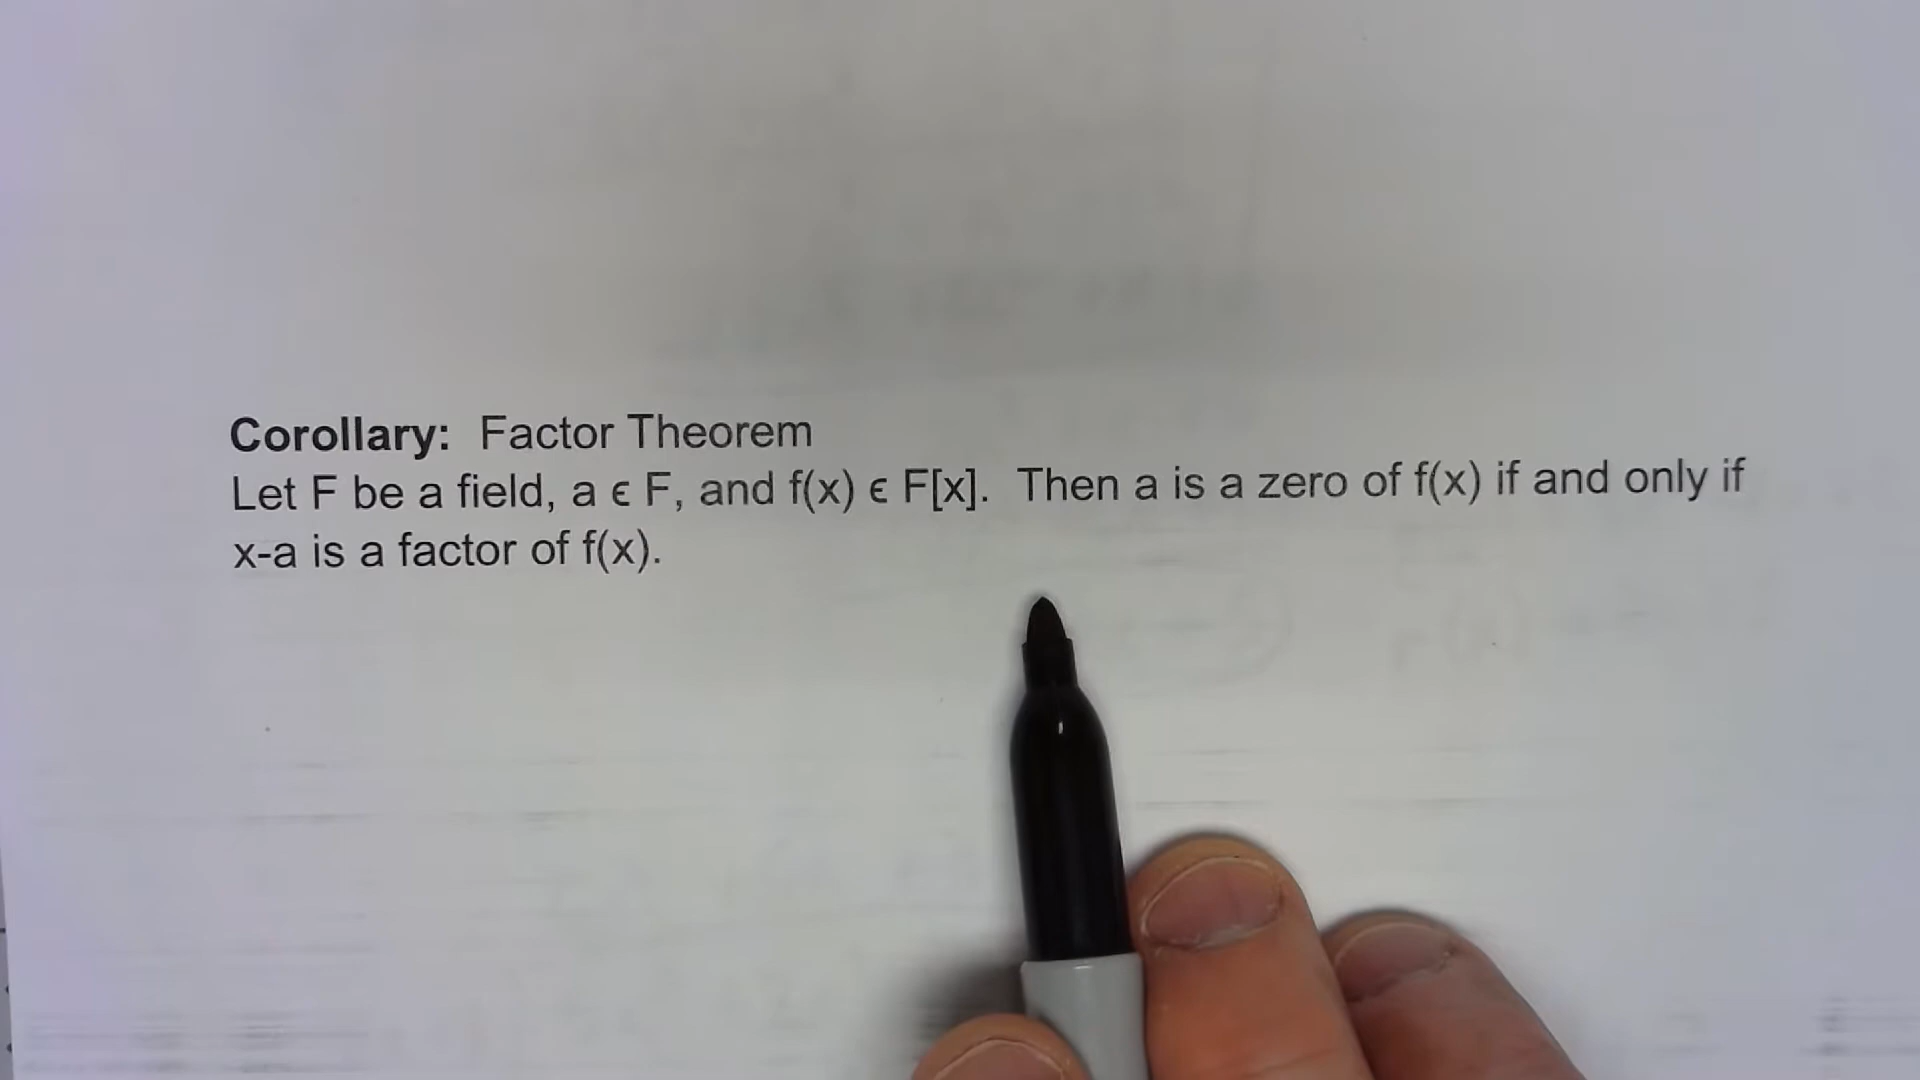 Corollary: Factor Theorem
Let F be a field, a ϵ F, and f(x) ϵ F[x]. Then a is a zero of f(x) if and only if
x-a is a factor of f(x).